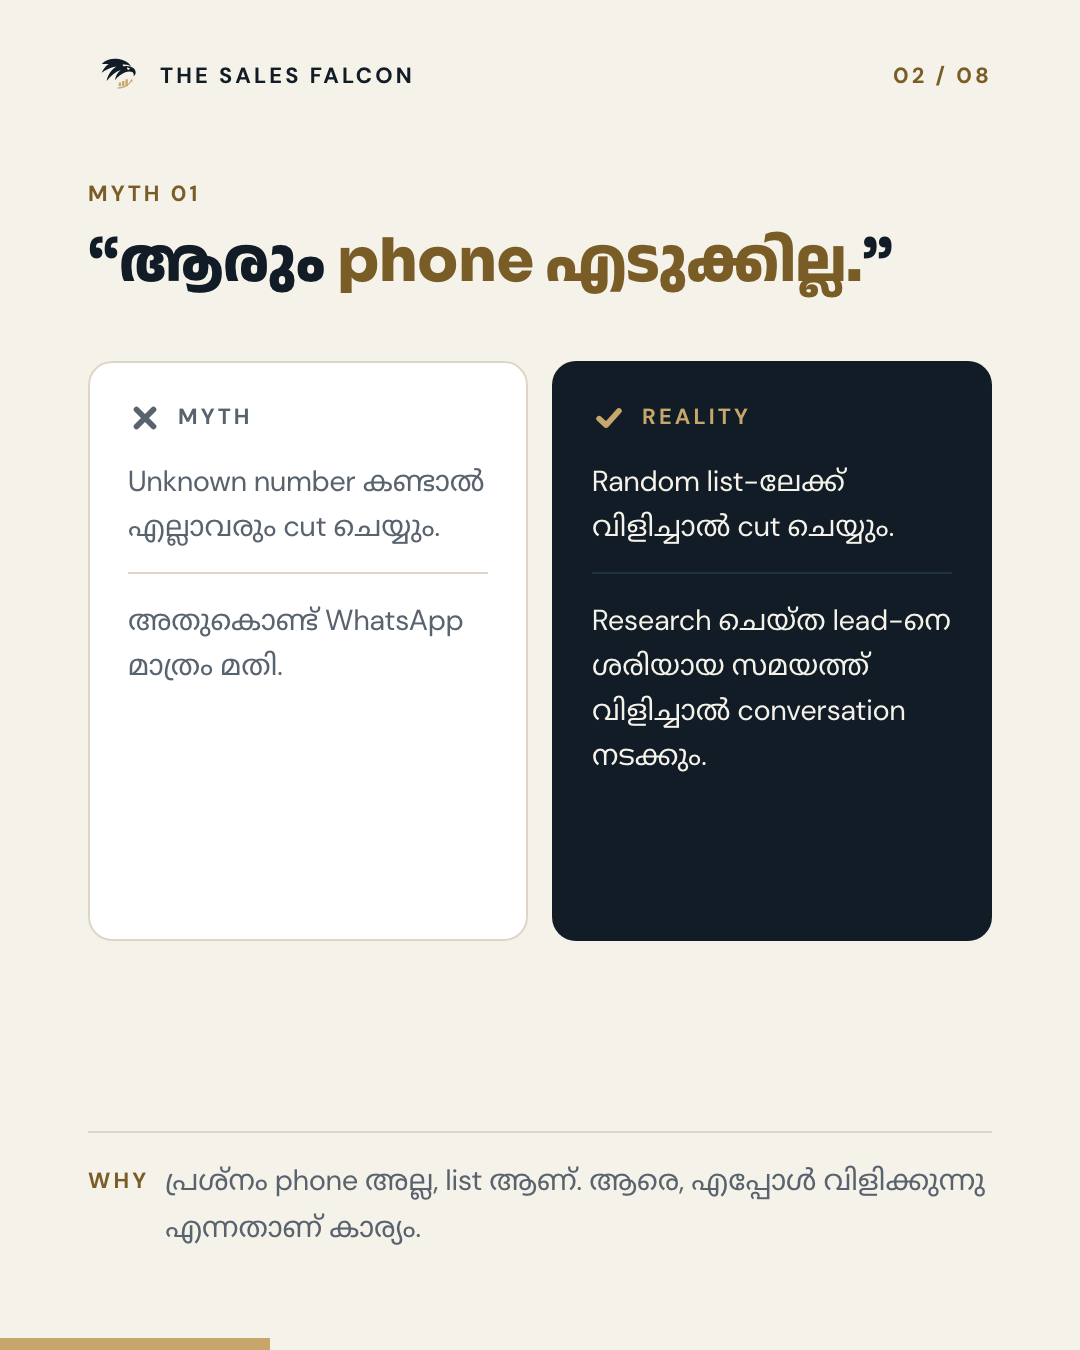 THE SALES FALCON
02 / 08
MYTH 01
“ആരും phone എടുക്കില്ല.”
MYTH
Unknown number കണ്ടാൽ
എല്ലാവരും cut ചെയ്യും.
അതുകൊണ്ട് WhatsApp
മാത്രം മതി.
REALITY
Random list-ലേക്ക്
വിളിച്ചാൽ cut ചെയ്യും.
Research ചെയ്ത lead-നെ
ശരിയായ സമയത്ത്
വിളിച്ചാൽ conversation
നടക്കും.
WHY പ്രശ്നം phone അല്ല, list ആണ്. ആരെ, എപ്പോൾ വിളിക്കുന്നു
എന്നതാണ് കാര്യം.